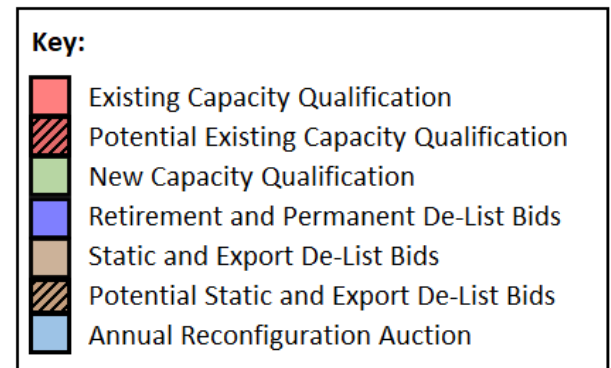 Key:
Existing Capacity Qualification
Potential Existing Capacity Qualification
New Capacity Qualification
Retirement and Permanent De-List Bids
Static and Export De-List Bids
Potential Static and Export De-List Bids
Annual Reconfiguration Auction